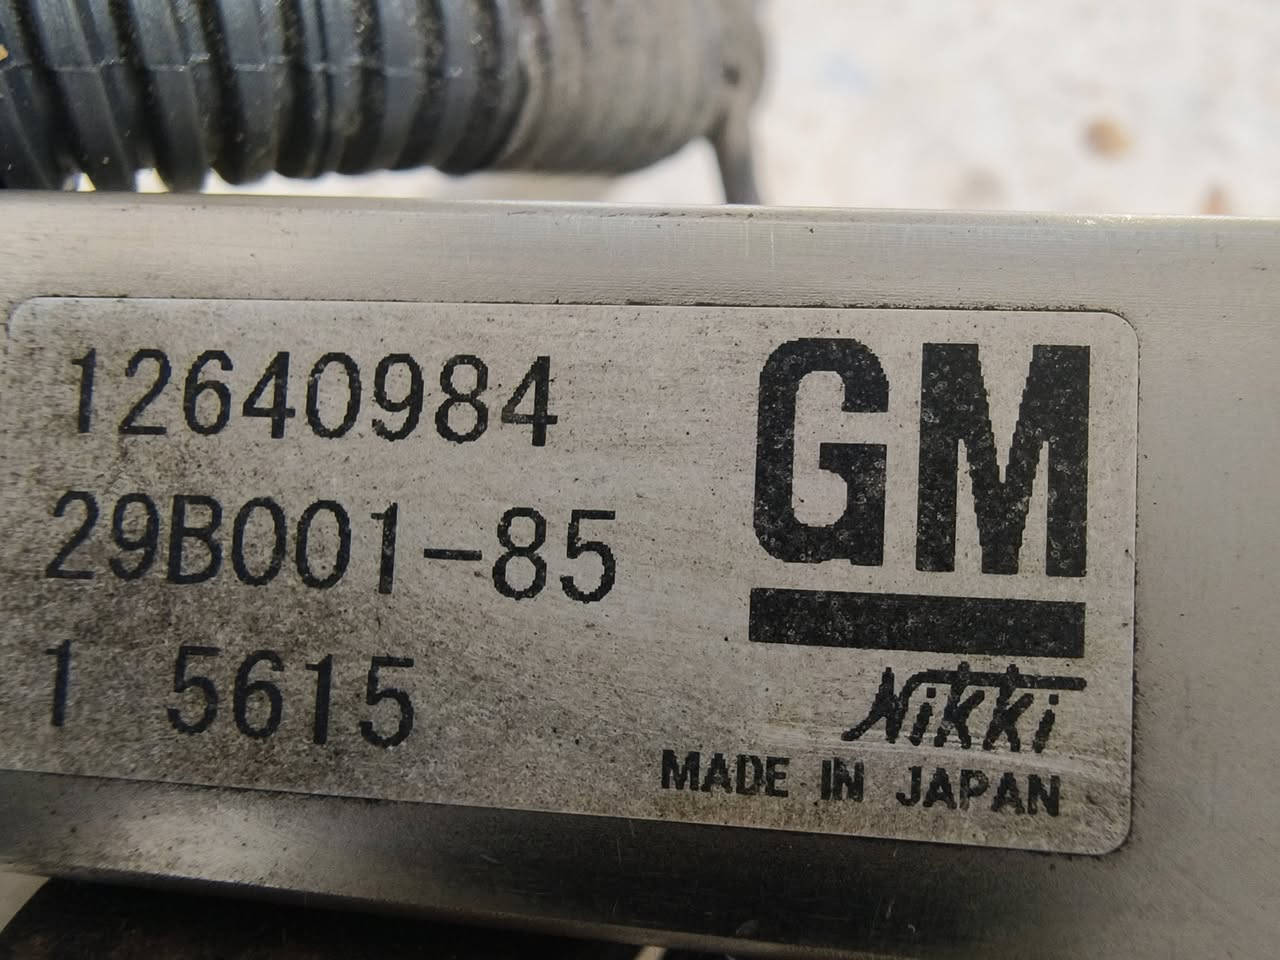 12640984
29B001-85
1 5615
GM
Nikki
MADE IN JAPAN